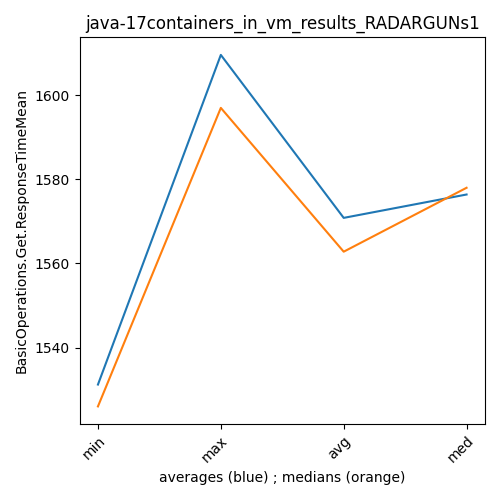 java-17containers_in_vm_results_RADARGUNs1
BasicOperations.Get.ResponseTimeMean
1600
1580
1560
1540
min
max
avg
med
averages (blue) ; medians (orange)